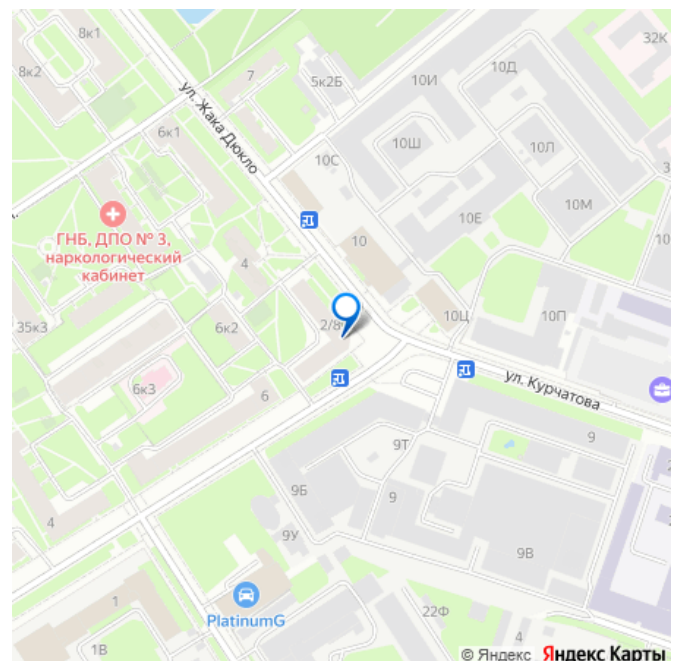 8к1
8к2
7
5к2Б
10И
10Д
32К
ул. Жака Дюкло
6к1
10С
10Ш
10Л
10М
10Е
10
10
ГНБ, ДПО № 3,
наркологический
кабинет
4
35к3
6к2
2/8
10Ц
10П
6к3
6
ул. Курчатова
9
9Т
9Б
9
9У
9В
4
1
1В
PlatinumG
22Ф
4
© Яндекс Яндекс Карты